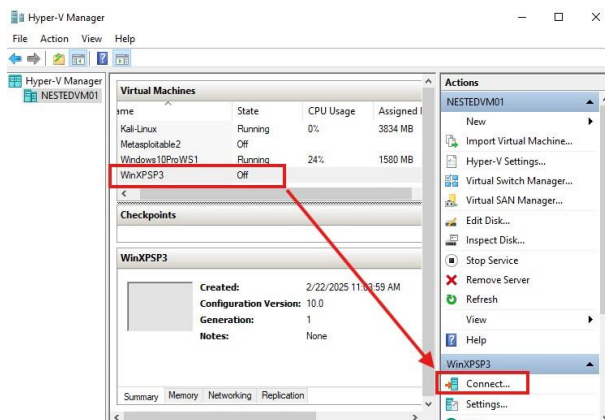 Hyper-V Manager
File Action View Help
Hyper-V Manager
NESTEDVM01
Virtual Machines
ame State CPU Usage Assigned
Kali-Linux Running 0% 3834 MB
Metasploitable2 Off
Windows10ProWS1 Running 24% 1580 MB
WinXPSP3 Off
Checkpoints
WinXPSP3
Created: 2/22/2025 11:03:59 AM
Configuration Version: 10.0
Generation: 1
Notes: None
Summary Memory Networking Replication
Actions
NESTEDVM01
New
Import Virtual Machine...
Hyper-V Settings...
Virtual Switch Manager...
Virtual SAN Manager...
Edit Disk...
Inspect Disk...
Stop Service
Remove Server
Refresh
View
Help
WinXPSP3
Connect...
Settings...